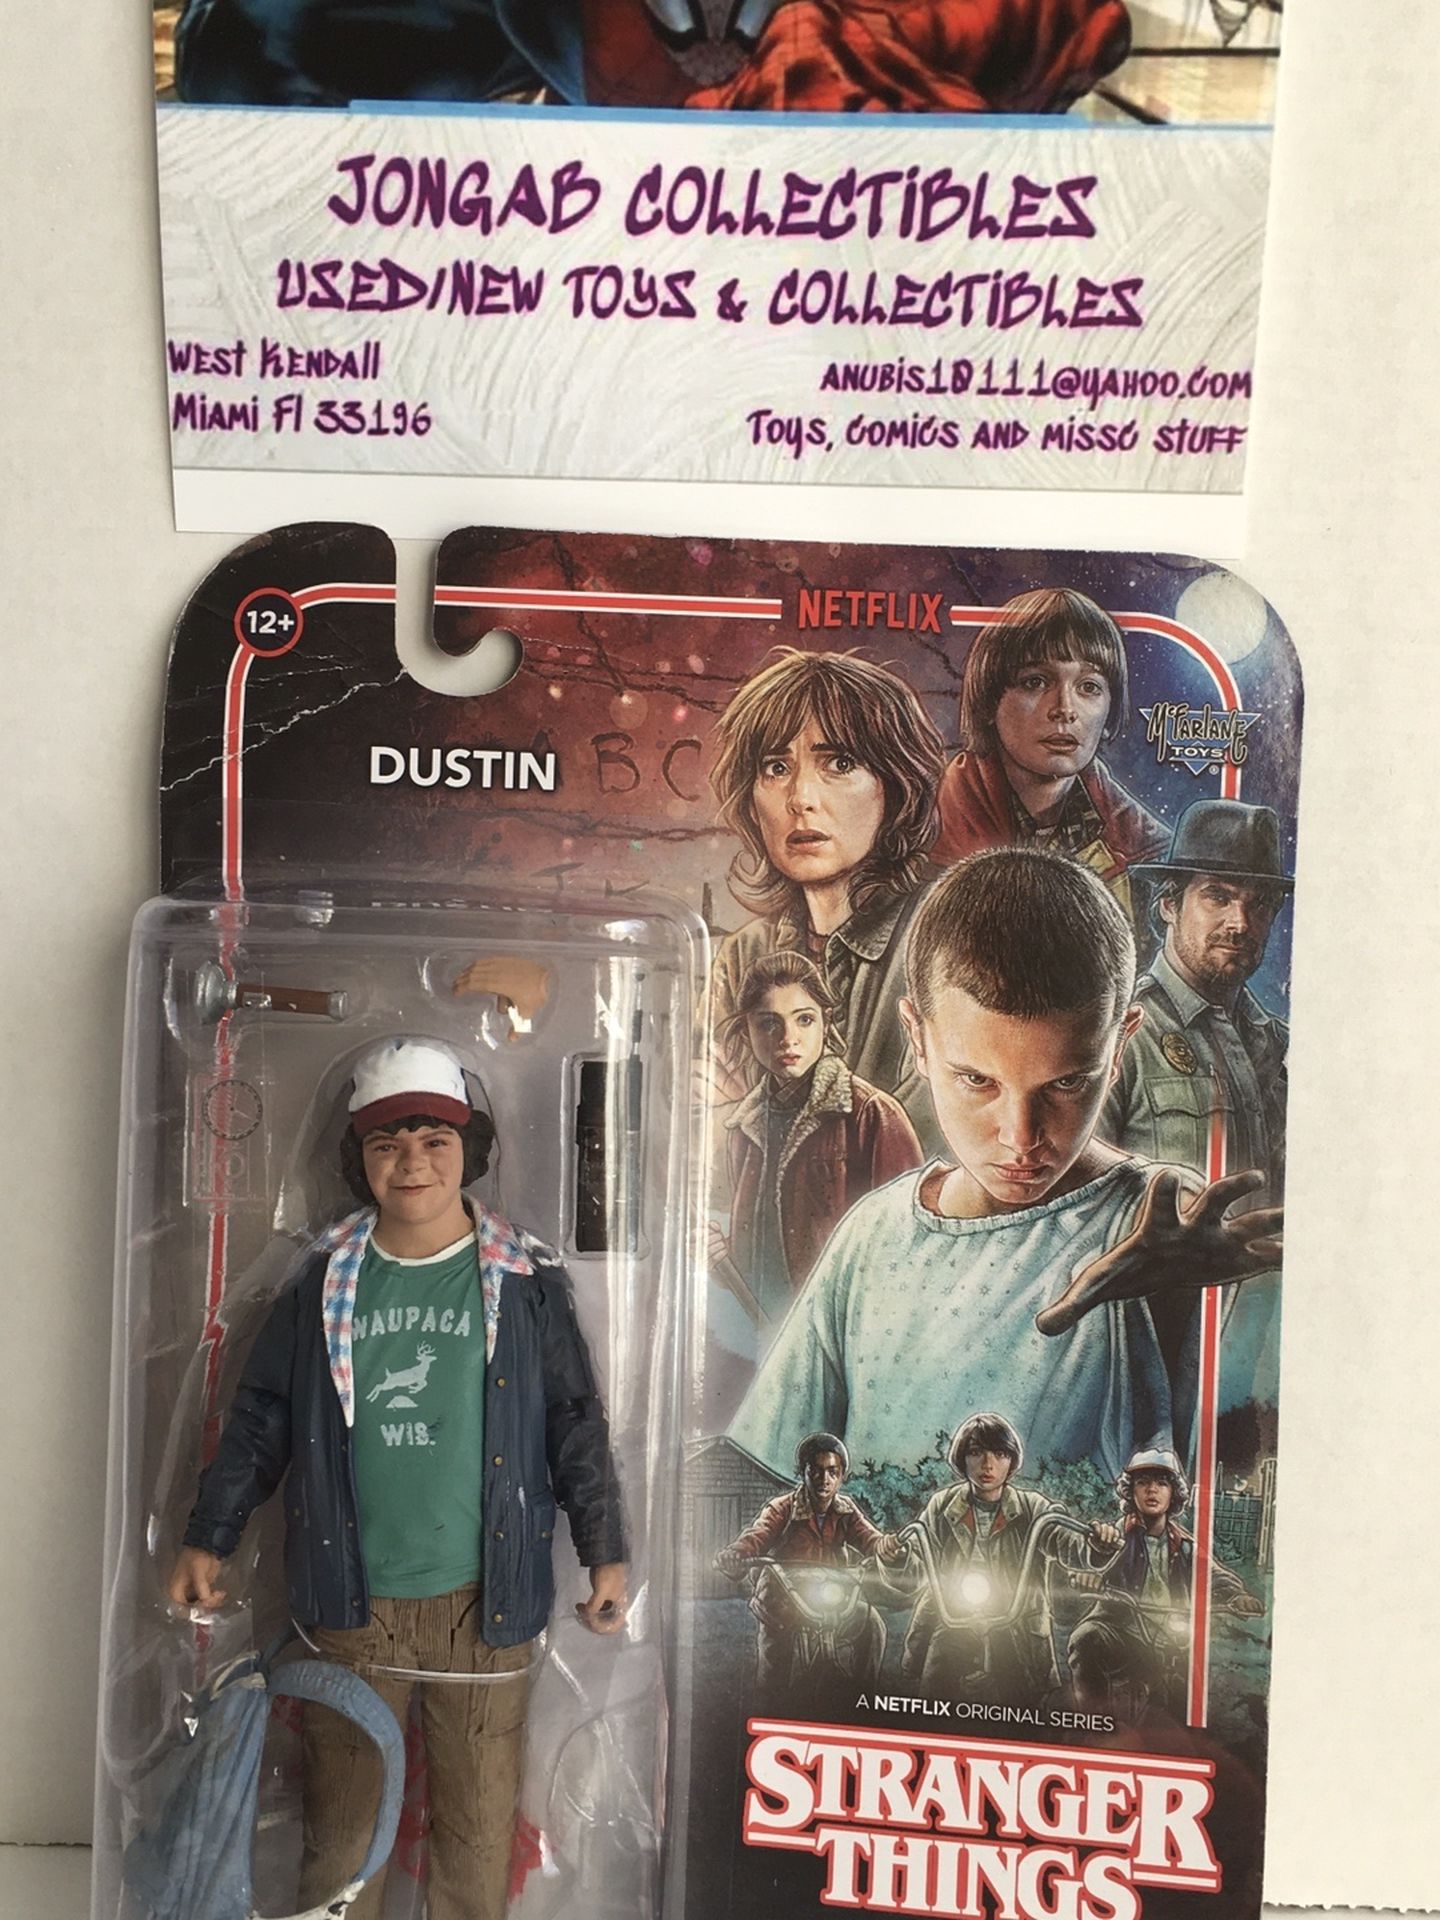 JONGAB COLLECTiBLES
USED/NEW TOYS & COLLECTiBLES
WEST KENDAll
MiAMi Fl 33196
ANUBiS10111@YAHOO.COM
TOYS, COMiCS AND MiSSC STUFF
12+
NETFLIX
McFARLANE
TOYS
®
DUSTIN
A B C
WAUPACA
WIS.
A NETFLIX ORIGINAL SERIES
STRANGER
THINGS